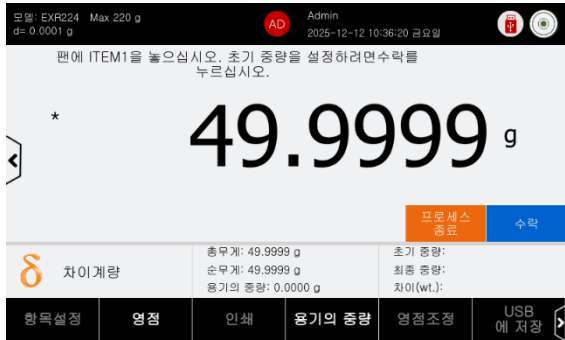 모델: EXR224 Max 220 g
d= 0.0001 g
AD
Admin
2025-12-12 10:36:20 금요일
팬에 ITEM1을 놓으십시오. 초기 중량을 설정하려면수락를
누르십시오.
*
49.9999 g
프로세스
종료
수락
δ
차이계량
총무게: 49.9999 g
순무게: 49.9999 g
용기의 중량: 0.0000 g
초기 중량:
최종 중량:
차이(wt.):
항목설정
영점
인쇄
용기의 중량
영점조정
USB
에 저장